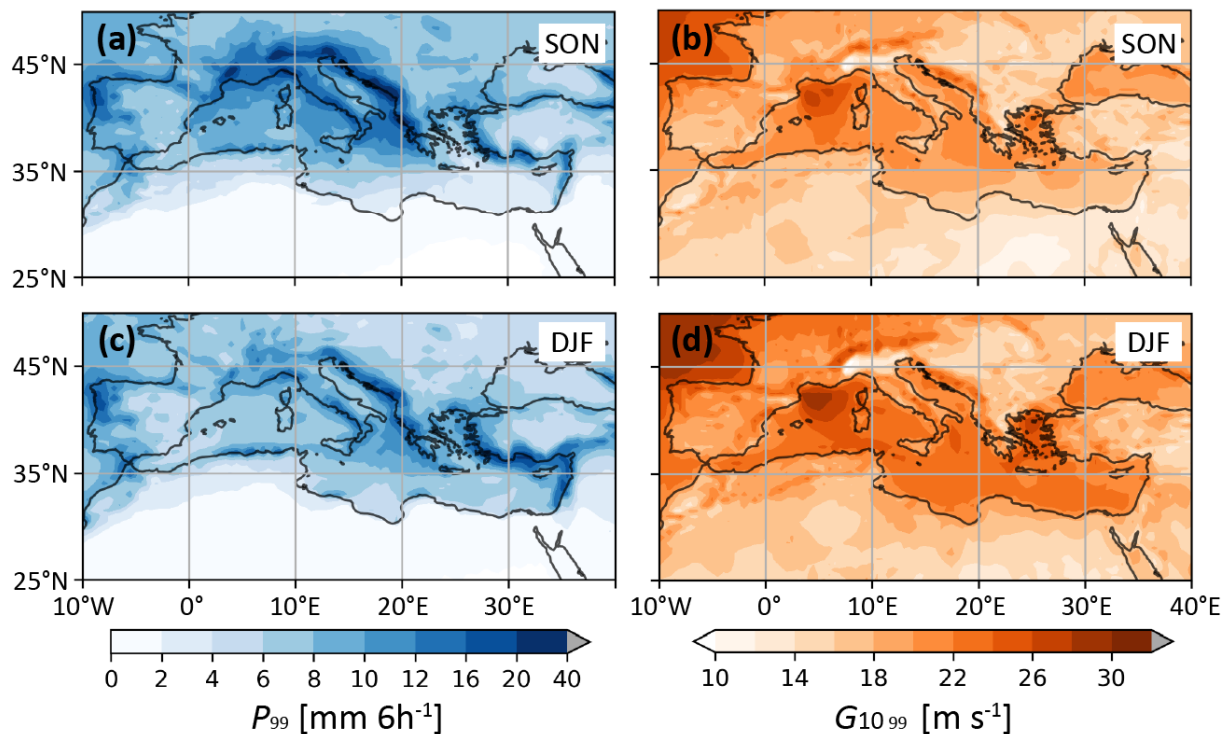 (a) SON
(b) SON
45°N
35°N
25°N
(c) DJF
(d) DJF
45°N
35°N
25°N
10°W 0° 10°E 20°E 30°E
10°W 0° 10°E 20°E 30°E 40°E
0 2 4 6 8 10 12 16 20 40
10 14 18 22 26 30
P99 [mm 6h-1]
G10 99 [m s-1]